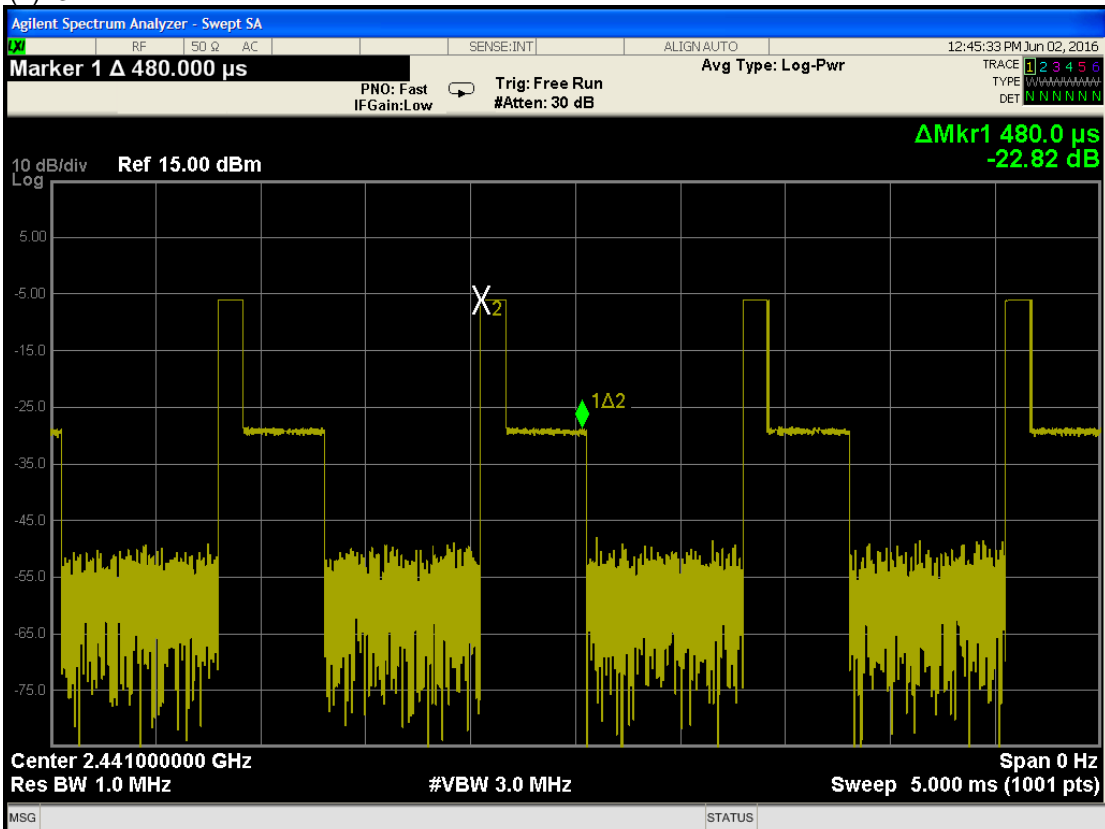 Agilent Spectrum Analyzer - Swept SA
LXI RF 50 Ω AC SENSE:INT ALIGN AUTO 12:45:33 PM Jun 02, 2016
Marker 1 Δ 480.000 µs
PNO: Fast
IFGain:Low
Trig: Free Run
#Atten: 30 dB
Avg Type: Log-Pwr
TRACE 1 2 3 4 5 6
TYPE WWWWWW
DET N N N N N N
ΔMkr1 480.0 µs
-22.82 dB
10 dB/div Ref 15.00 dBm
Log
5.00
-5.00
X2
-15.0
-25.0
1Δ2
-35.0
-45.0
-55.0
-65.0
-75.0
Center 2.441000000 GHz Span 0 Hz
Res BW 1.0 MHz #VBW 3.0 MHz Sweep 5.000 ms (1001 pts)
MSG STATUS